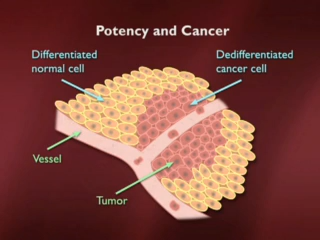 Potency and Cancer
Differentiated
normal cell
Dedifferentiated
cancer cell
Vessel
Tumor